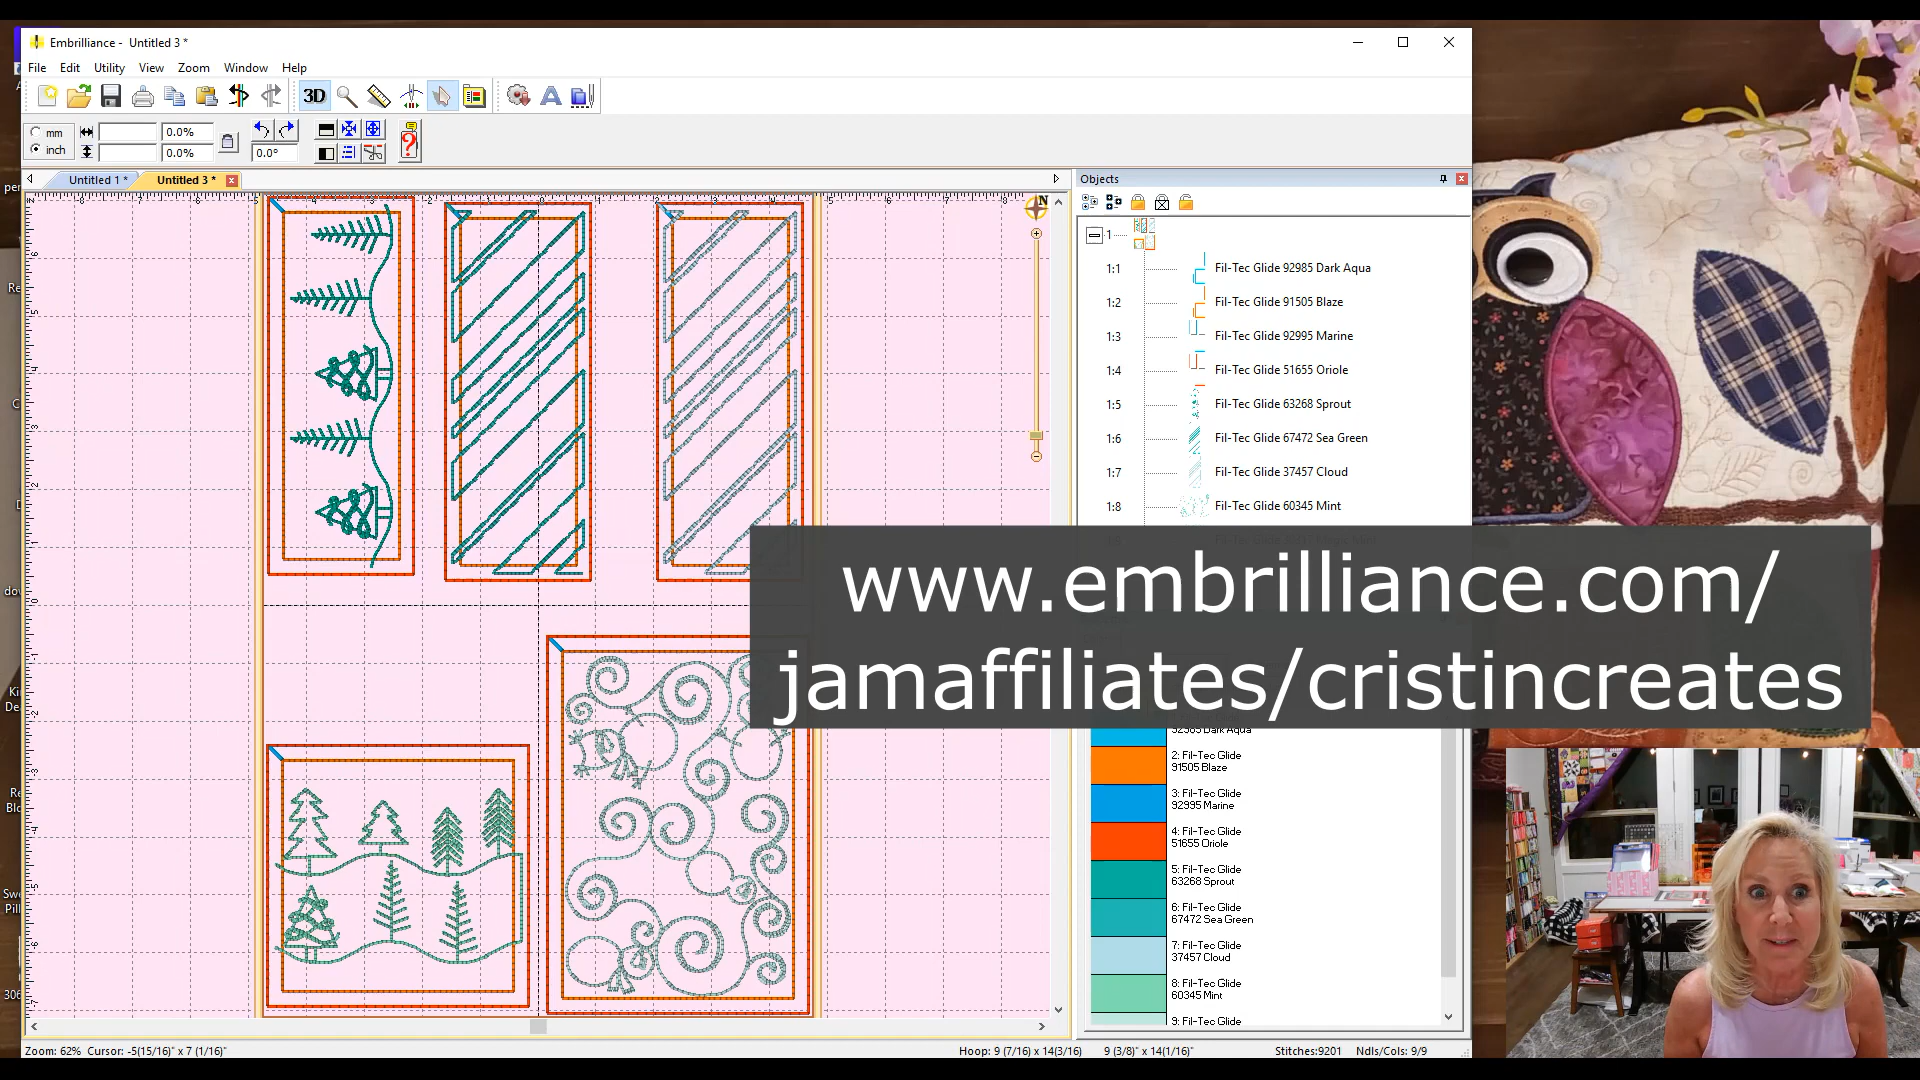 Embrilliance - Untitled 3 *
File Edit Utility View Zoom Window Help
3D
mm
inch
0.0%
0.0%
0.0°
Untitled 1 *
Untitled 3 *
N
Objects
1
1:1 Fil-Tec Glide 92985 Dark Aqua
1:2 Fil-Tec Glide 91505 Blaze
1:3 Fil-Tec Glide 92995 Marine
1:4 Fil-Tec Glide 51655 Oriole
1:5 Fil-Tec Glide 63268 Sprout
1:6 Fil-Tec Glide 67472 Sea Green
1:7 Fil-Tec Glide 37457 Cloud
1:8 Fil-Tec Glide 60345 Mint
www.embrilliance.com/
jamaffiliates/cristincreates
2: Fil-Tec Glide
91505 Blaze
3: Fil-Tec Glide
92995 Marine
4: Fil-Tec Glide
51655 Oriole
5: Fil-Tec Glide
63268 Sprout
6: Fil-Tec Glide
67472 Sea Green
7: Fil-Tec Glide
37457 Cloud
8: Fil-Tec Glide
60345 Mint
9: Fil-Tec Glide
Zoom: 62% Cursor: -5(15/16)" x 7 (1/16)"
Hoop: 9 (7/16) x 14(3/16)
9 (3/8)" x 14(1/16)"
Stitches:9201
Ndls/Cols: 9/9